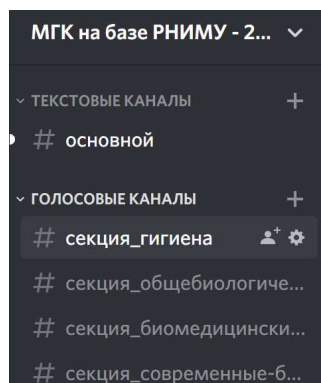 МГК на базе РНИМУ - 2...
ТЕКСТОВЫЕ КАНАЛЫ
# основной
ГОЛОСОВЫЕ КАНАЛЫ
# секция_гигиена
# секция_общебиологиче...
# секция_биомедицински...
# секция_современные-б...